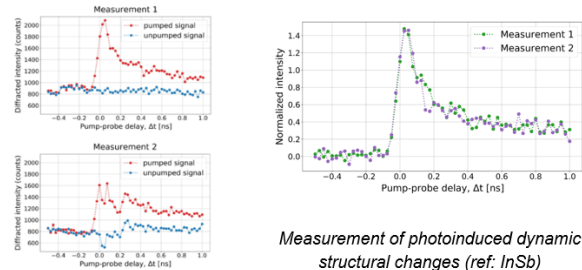 Measurement 1
Diffracted intensity (counts)
2000
1800
1600
1400
1200
1000
800
600
pumped signal
unpumped signal
−0.4 −0.2 0.0 0.2 0.4 0.6 0.8 1.0
Pump-probe delay, Δt [ns]
Measurement 2
Diffracted intensity (counts)
2000
1800
1600
1400
1200
1000
800
600
pumped signal
unpumped signal
−0.4 −0.2 0.0 0.2 0.4 0.6 0.8 1.0
Pump-probe delay, Δt [ns]
Normalized intensity
1.4
1.2
1.0
0.8
0.6
0.4
0.2
0.0
Measurement 1
Measurement 2
−0.4 −0.2 0.0 0.2 0.4 0.6 0.8 1.0
Pump-probe delay, Δt [ns]
Measurement of photoinduced dynamic
structural changes (ref: InSb)